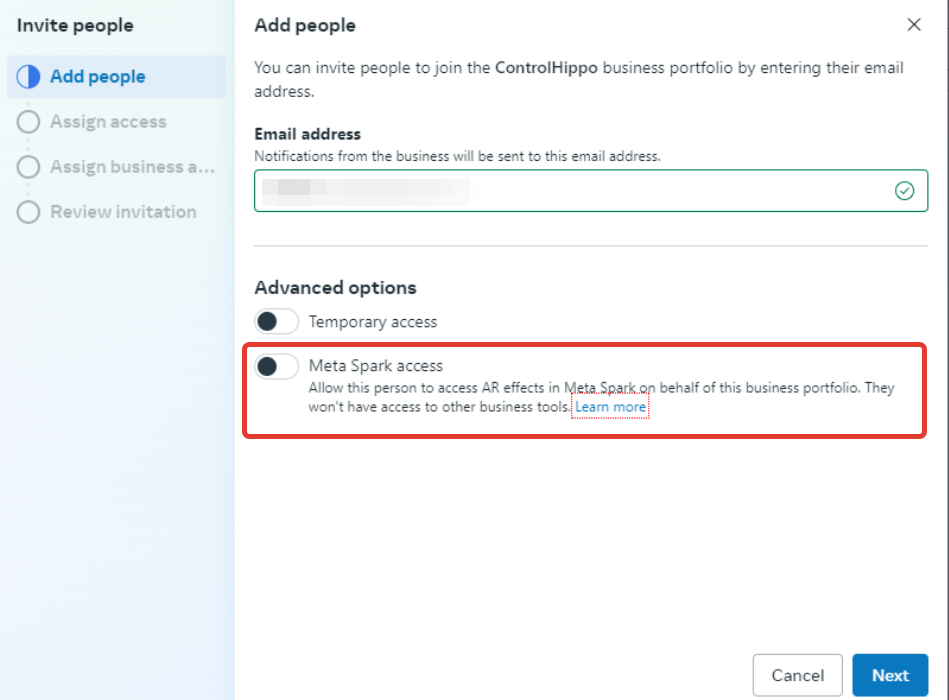 Invite people
Add people
Assign access
Assign business a...
Review invitation
Add people
You can invite people to join the ControlHippo business portfolio by entering their email
address.
Email address
Notifications from the business will be sent to this email address.
Advanced options
Temporary access
Meta Spark access
Allow this person to access AR effects in Meta Spark on behalf of this business portfolio. They
won't have access to other business tools. Learn more
Cancel
Next